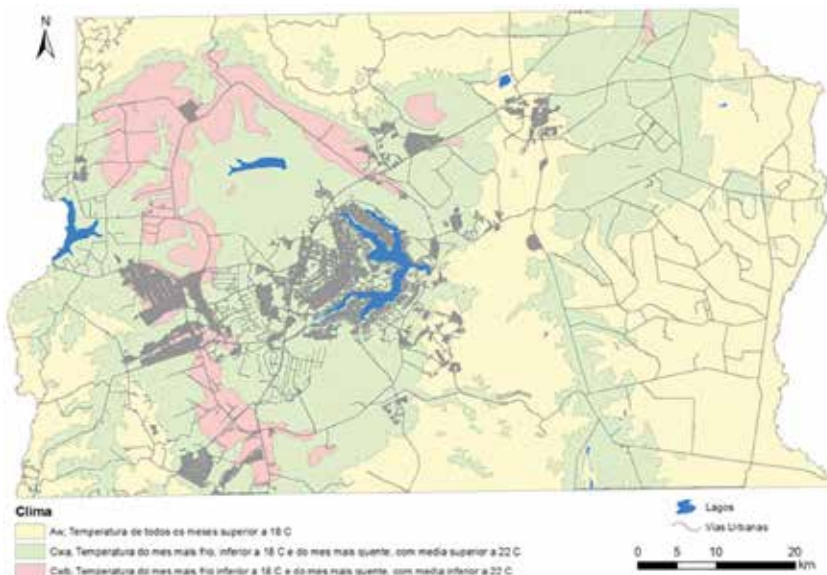 N
Clima
Aw, Temperatura de todos os meses superior a 18 C
Cwa, Temperatura do mes mais frio, inferior a 18 C e do mes mais quente, com media superior a 22 C
Cwb, Temperatura do mes mais frio inferior a 18 C e do mes mais quente, com media inferior a 22 C
Lagos
Vias Urbanas
0 5 10 20
km